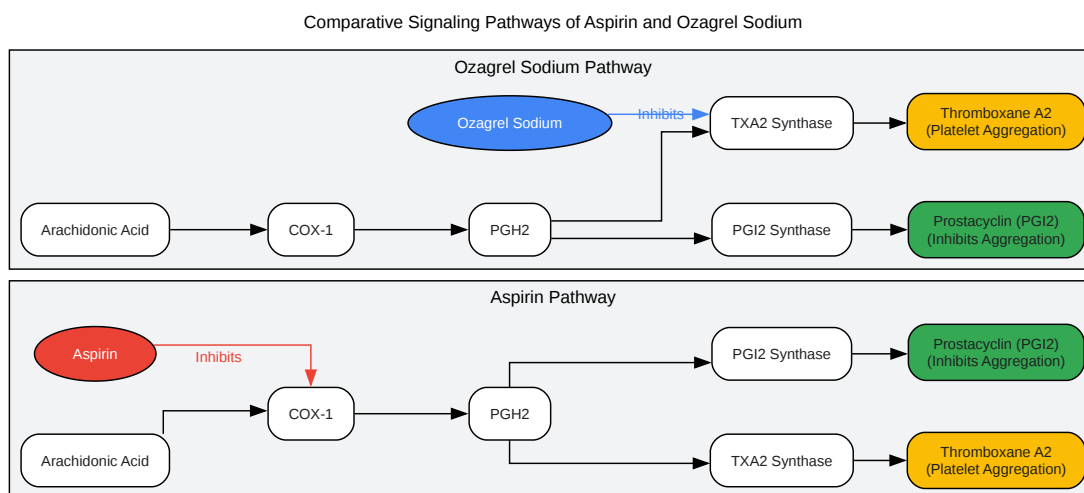 Comparative Signaling Pathways of Aspirin and Ozagrel Sodium
Ozagrel Sodium Pathway
Ozagrel Sodium
Inhibits
TXA2 Synthase
Thromboxane A2
(Platelet Aggregation)
Arachidonic Acid
COX-1
PGH2
PGI2 Synthase
Prostacyclin (PGI2)
(Inhibits Aggregation)
Aspirin Pathway
Aspirin
Inhibits
PGI2 Synthase
Prostacyclin (PGI2)
(Inhibits Aggregation)
COX-1
PGH2
Arachidonic Acid
TXA2 Synthase
Thromboxane A2
(Platelet Aggregation)